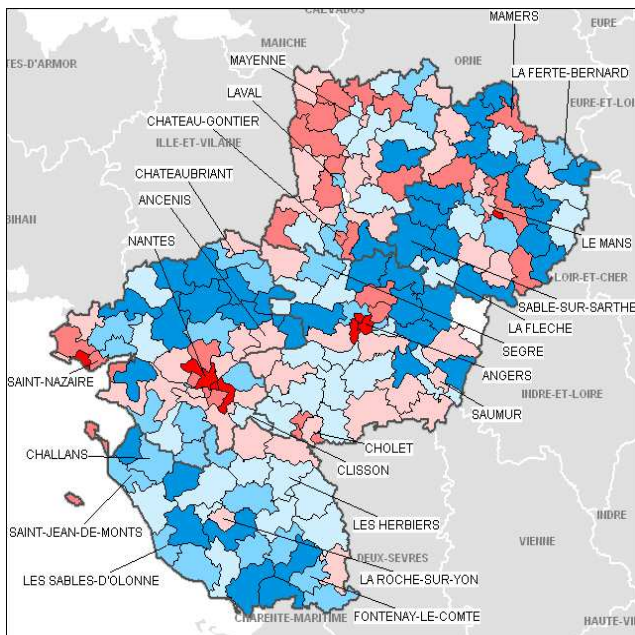 CALVADOS
MAMERS
EURE
MANCHE
MAYENNE
ORNE
TES-D'ARMOR
LA FERTE-BERNARD
LAVAL
EURE-ET-LOI
CHATEAU-GONTIER
ILLE-ET-VILAINE
CHATEAUBRIANT
ANCENIS
BIHAN
NANTES
LE MANS
LOIR-ET-CHER
SABLE-SUR-SARTHE
LA FLECHE
SEGRE
SAINT-NAZAIRE
ANGERS
INDRE-ET-LOIRE
SAUMUR
CHOLET
CHALLANS
CLISSON
INDRE
SAINT-JEAN-DE-MONTS
LES HERBIERS
VIENNE
DEUX-SEVRES
LES SABLES-D'OLONNE
LA ROCHE-SUR-YON
FONTENAY-LE-COMTE
CHARENTE-MARITIME
HAUTE-VI